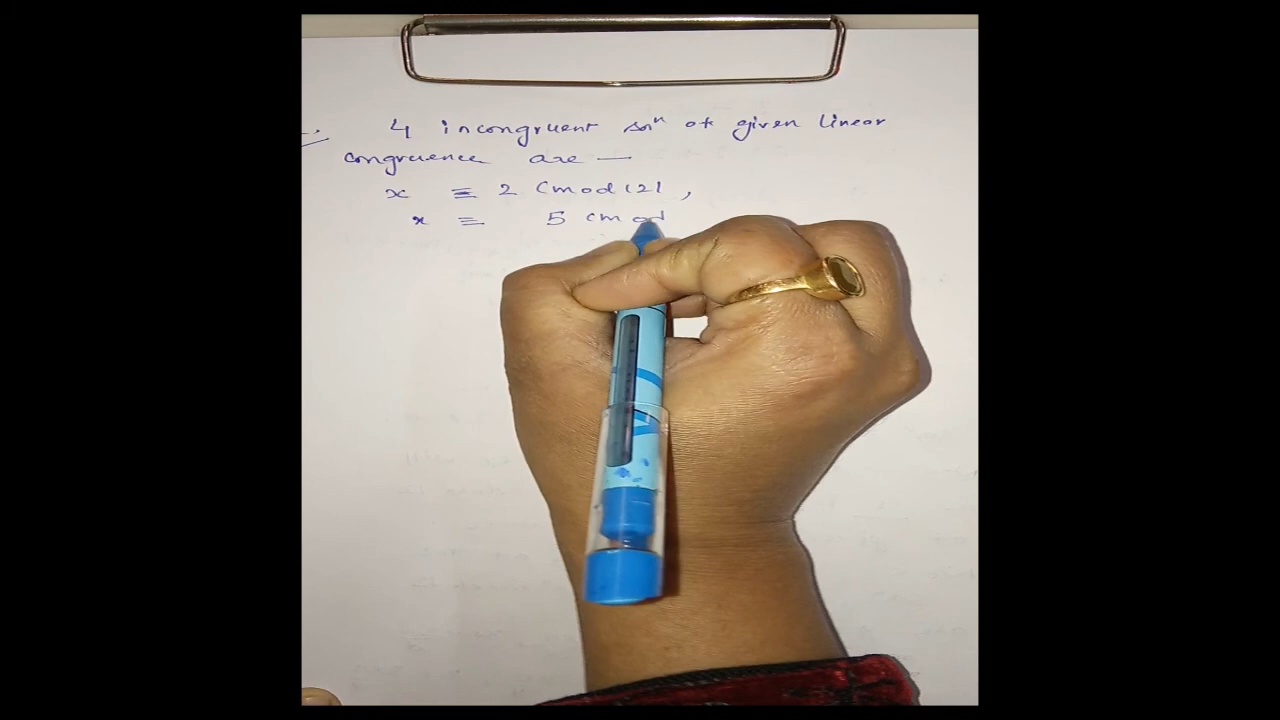 4 incongruent solⁿ of given linear
congruence are —
x ≡ 2 (mod 12),
x ≡ 5 (mod